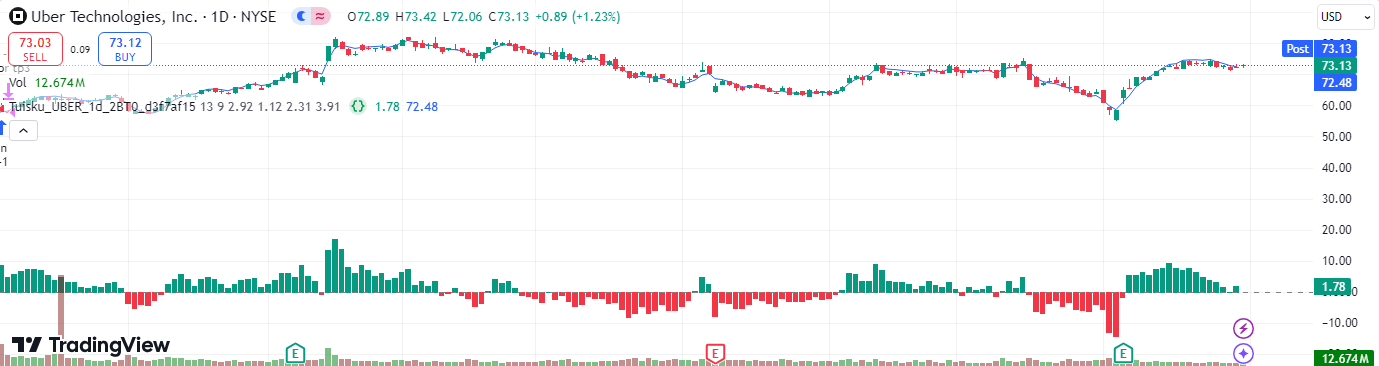 Uber Technologies, Inc. · 1D · NYSE O72.89 H73.42 L72.06 C73.13 +0.89 (+1.23%)
USD
73.03
SELL
0.09
73.12
BUY
Post 73.13
73.13
72.48
or tp3
Vol 12.674M
13 9 2.92 1.12 2.31 3.91 {} 1.78 72.48
60.00
50.00
n
-1
40.00
30.00
20.00
10.00
1.78
−10.00
TradingView
E
E
E
12.674M